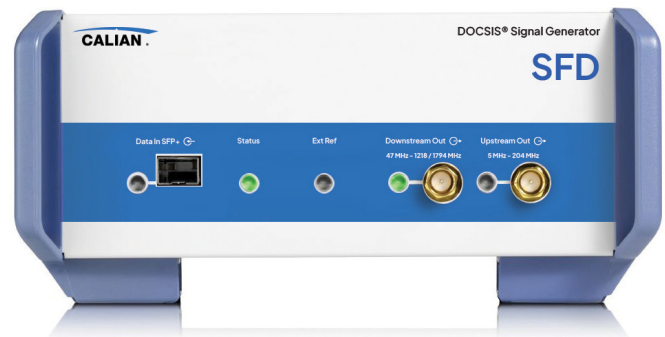 CALIAN.
DOCSIS® Signal Generator
SFD
Data In SFP+
Status
Ext Ref
Downstream Out
47 MHz - 1218 / 1794 MHz
Upstream Out
5 MHz - 204 MHz